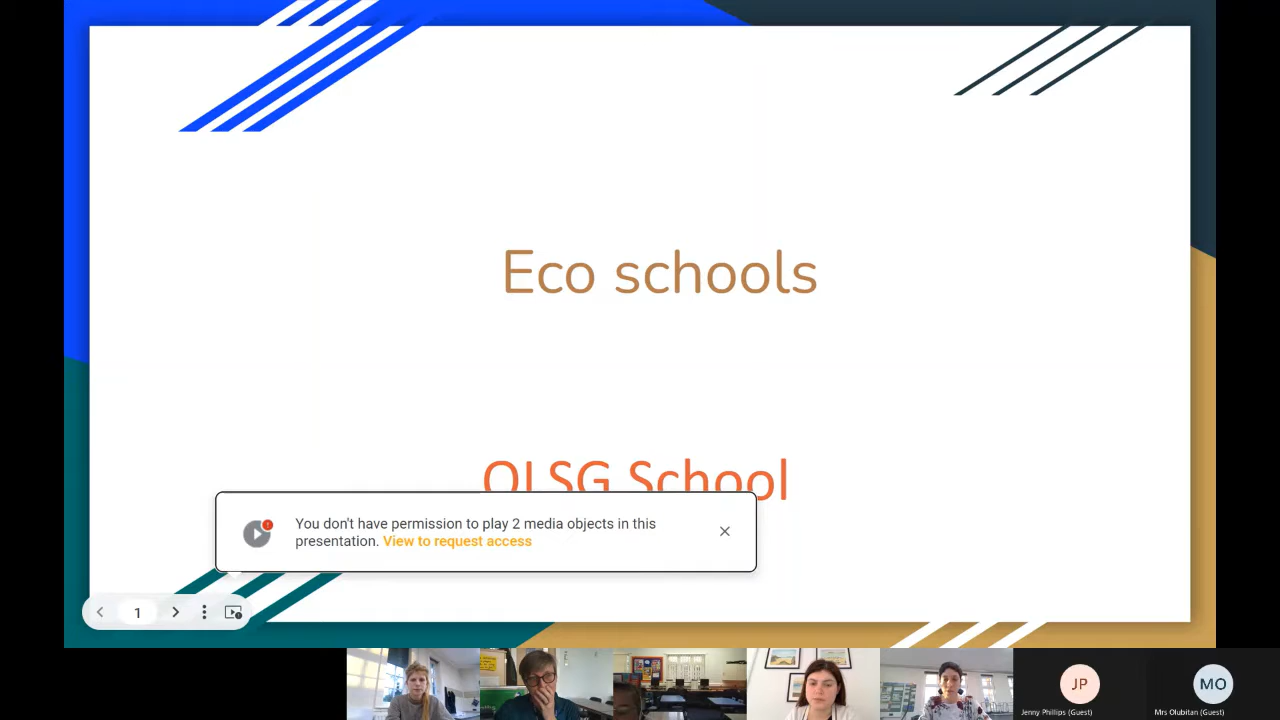 Eco schools
OLSG School
You don't have permission to play 2 media objects in this
presentation. View to request access
1
JP
MO
Jenny Phillips (Guest)
Mrs Olubitan (Guest)